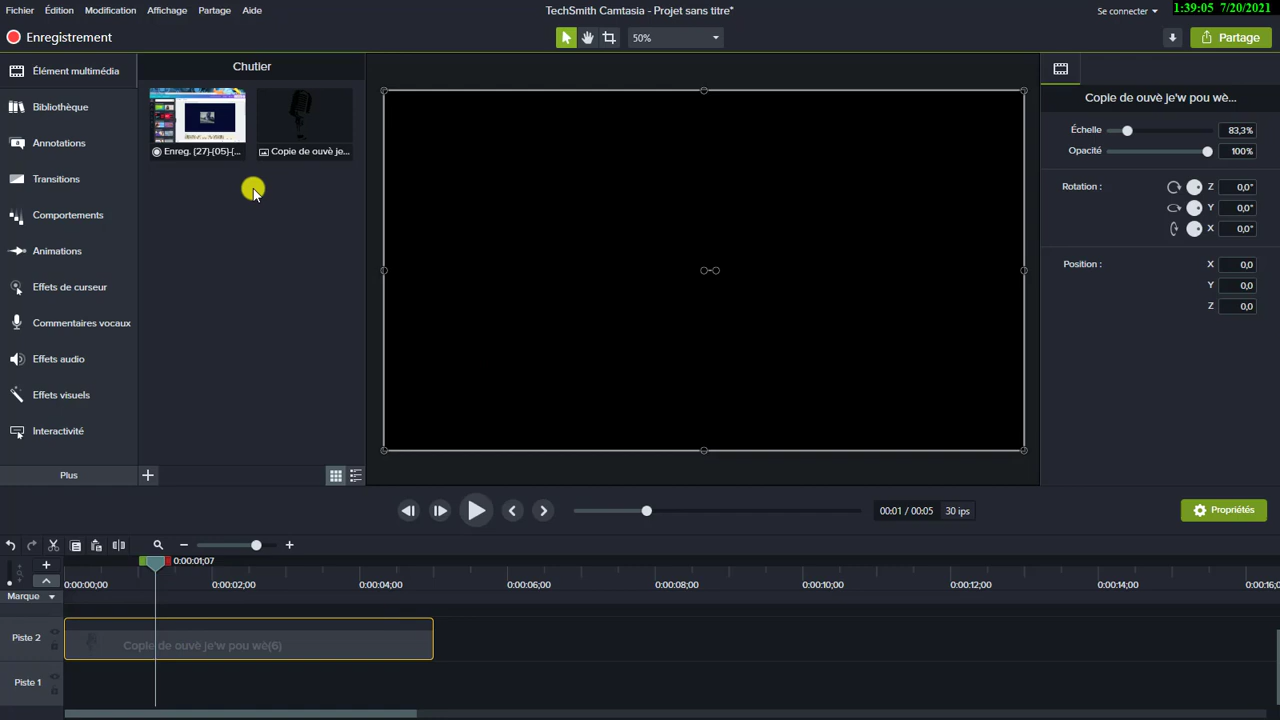 Fichier Édition Modification Affichage Partage Aide
TechSmith Camtasia - Projet sans titre*
Se connecter
1:39:05 7/20/2021
Enregistrement
50%
Partage
Élément multimédia
Bibliothèque
Annotations
Transitions
Comportements
Animations
Effets de curseur
Commentaires vocaux
Effets audio
Effets visuels
Interactivité
Plus
Chutier
Enreg. (27)-(05)-(...
Copie de ouvè je...
Copie de ouvè je'w pou wè...
Échelle 83,3%
Opacité 100%
Rotation : Z 0,0°
Y 0,0°
X 0,0°
Position : X 0,0
Y 0,0
Z 0,0
00:01 / 00:05 30 ips
Propriétés
0:00:01;07
0:00:00;00 0:00:02;00 0:00:04;00 0:00:06;00 0:00:08;00 0:00:10;00 0:00:12;00 0:00:14;00 0:00:16;0
Marque
Piste 2
Copie de ouvè je'w pou wè(6)
Piste 1